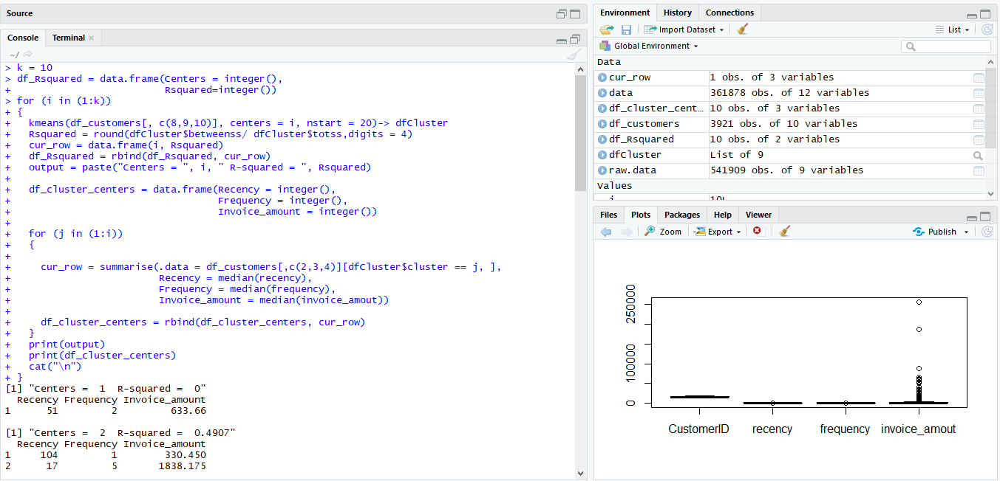 Source
Console Terminal
~/
> k = 10
> df_Rsquared = data.frame(Centers = integer(),
+                          Rsquared=integer())
> for (i in (1:k))
+ {
+   kmeans(df_customers[, c(8,9,10)], centers = i, nstart = 20)-> dfCluster
+   Rsquared = round(dfCluster$betweenss/ dfCluster$totss,digits = 4)
+   cur_row = data.frame(i, Rsquared)
+   df_Rsquared = rbind(df_Rsquared, cur_row)
+   output = paste("Centers = ", i, " R-squared = ", Rsquared)
+
+   df_cluster_centers = data.frame(Recency = integer(),
+                                   Frequency = integer(),
+                                   Invoice_amount = integer())
+
+   for (j in (1:i))
+   {
+
+     cur_row = summarise(.data = df_customers[,c(2,3,4)][dfCluster$cluster == j, ],
+                         Recency = median(recency),
+                         Frequency = median(frequency),
+                         Invoice_amount = median(invoice_amout))
+
+     df_cluster_centers = rbind(df_cluster_centers, cur_row)
+   }
+   print(output)
+   print(df_cluster_centers)
+   cat("\n")
+ }
[1] "Centers =  1  R-squared =  0"
  Recency Frequency Invoice_amount
1      51         2         633.66
[1] "Centers =  2  R-squared =  0.4907"
  Recency Frequency Invoice_amount
1     104         1        330.450
2      17         5       1838.175
Environment History Connections
Import Dataset List
Global Environment
Data
cur_row 1 obs. of 3 variables
data 361878 obs. of 12 variables
df_cluster_cent… 10 obs. of 3 variables
df_customers 3921 obs. of 10 variables
df_Rsquared 10 obs. of 2 variables
dfCluster List of 9
raw.data 541909 obs. of 9 variables
Values
i 10L
Files Plots Packages Help Viewer
Zoom Export Publish
250000
100000
0
CustomerID recency frequency invoice_amout